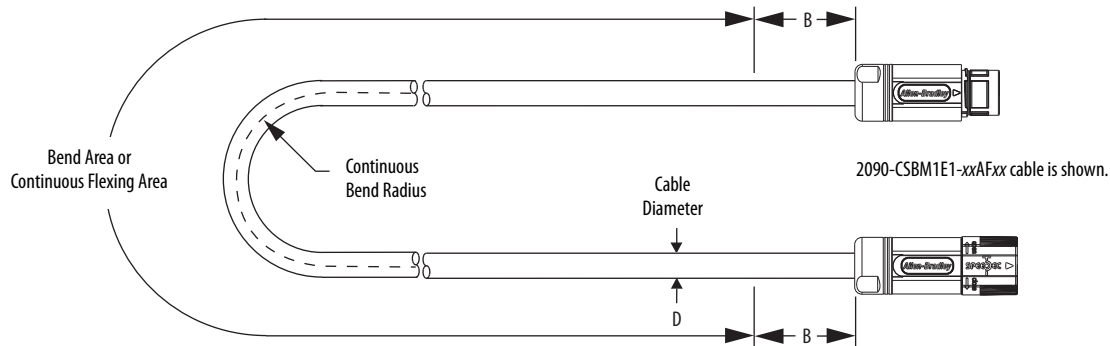 B
Allen-Bradley
Bend Area or
Continuous Flexing Area
Continuous
Bend Radius
2090-CSBM1E1-xxAFxx cable is shown.
Cable
Diameter
Allen-Bradley
D
B